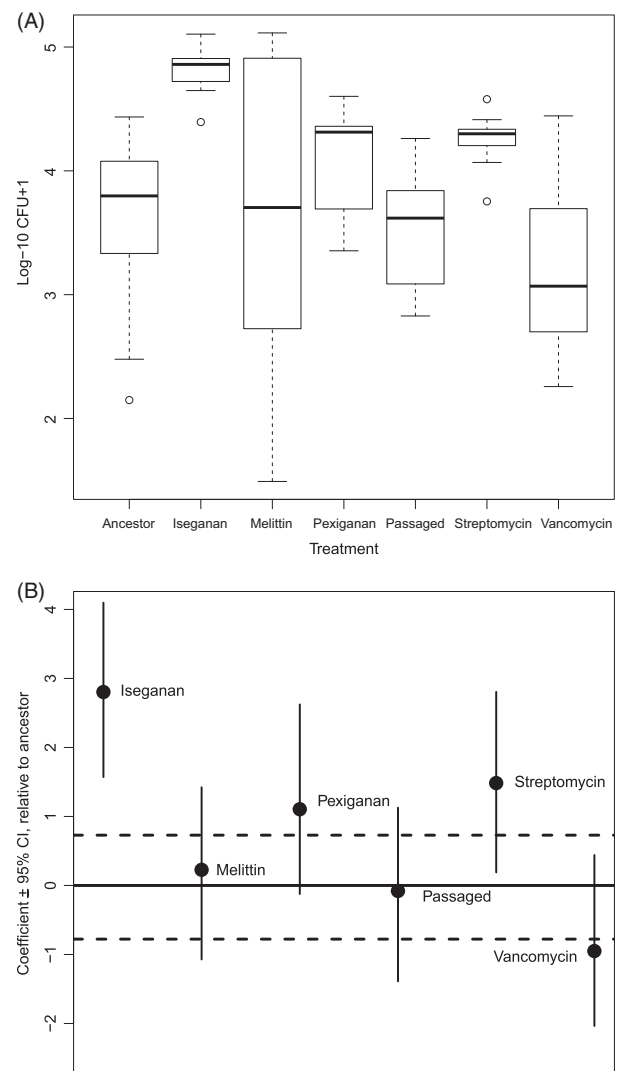 (A)
Log−10 CFU+1
5
4
3
2
Ancestor Iseganan Melittin Pexiganan Passaged Streptomycin Vancomycin
Treatment
(B)
Coefficient ± 95% CI, relative to ancestor
4
3
2
1
0
−1
−2
Iseganan
Streptomycin
Pexiganan
Melittin
Passaged
Vancomycin